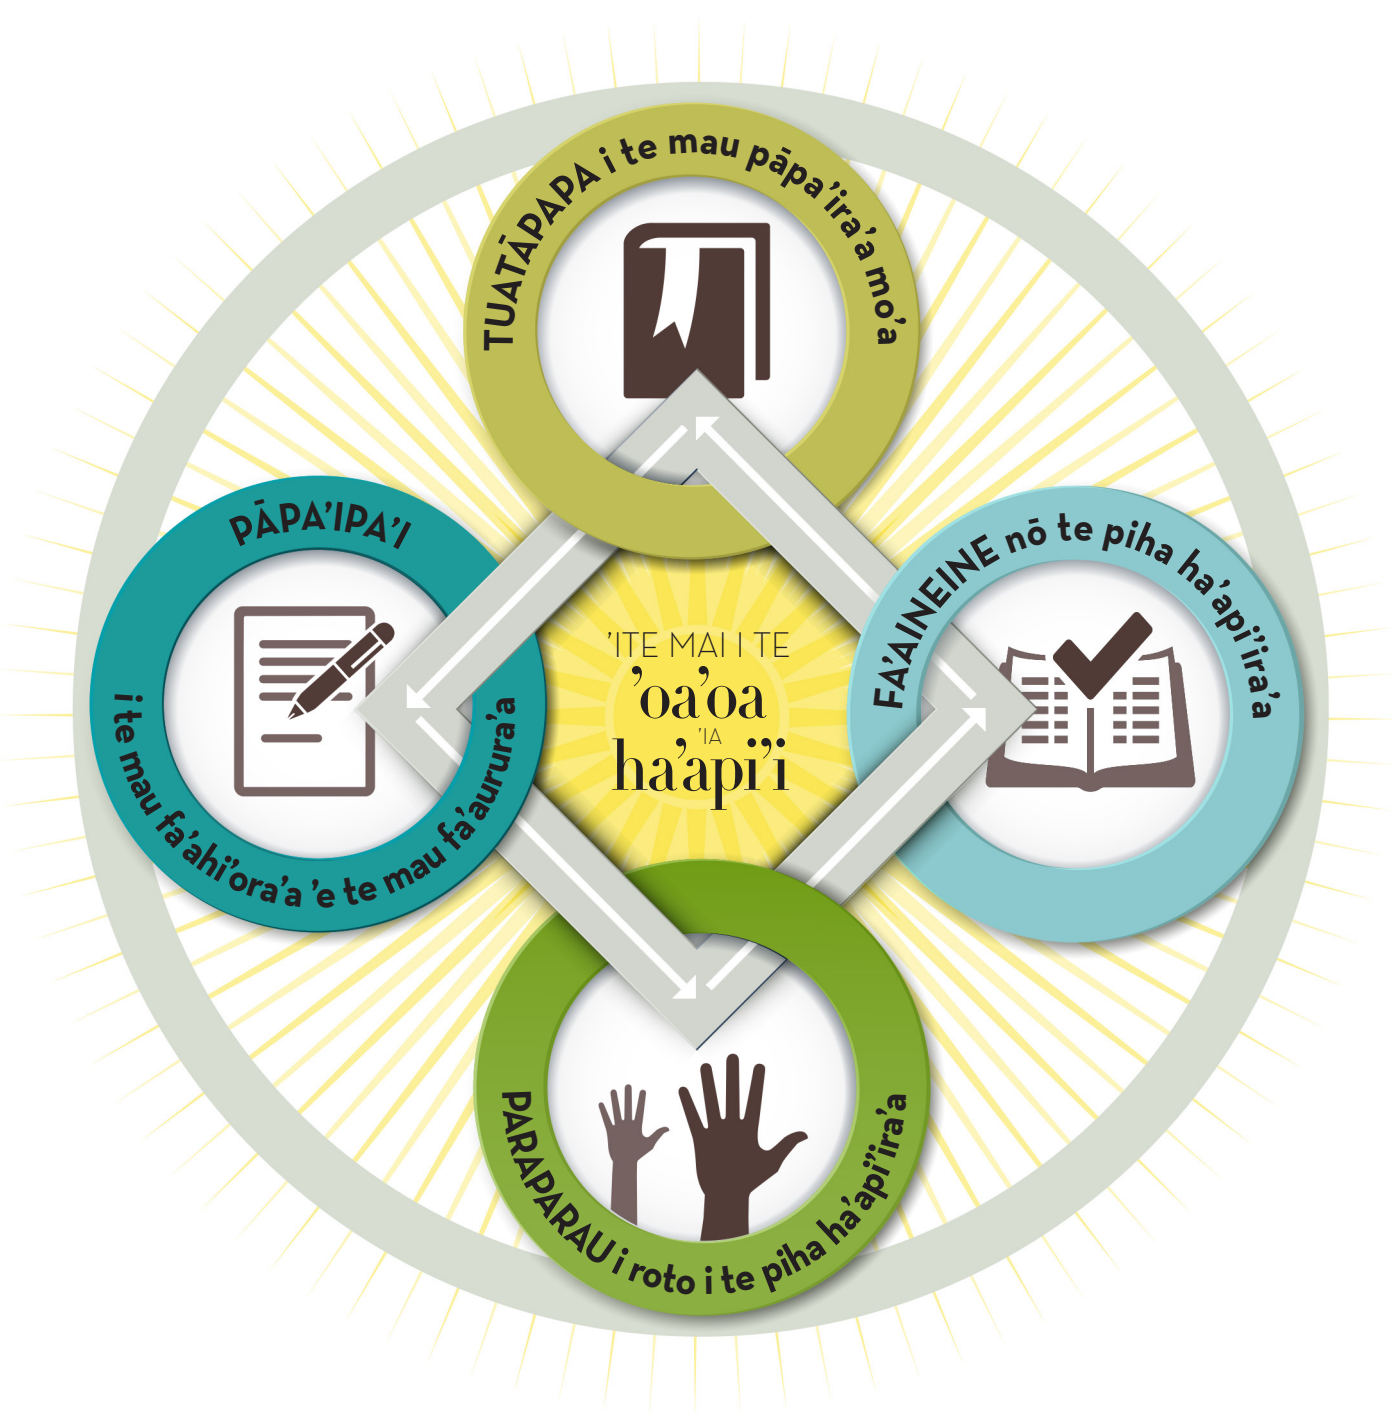 TUATĀPAPA i te mau pāpa’ira’a mo’a
PĀPA’IPA’I
i te mau fa’ahi’ora’a ’e te mau fa’aurura’a
’ITE MAI I TE
’oa’oa
’IA
ha’api’i
FA’AINEINE nō te piha ha’api’ira’a
PARAPARAU i roto i te piha ha’api’ira’a